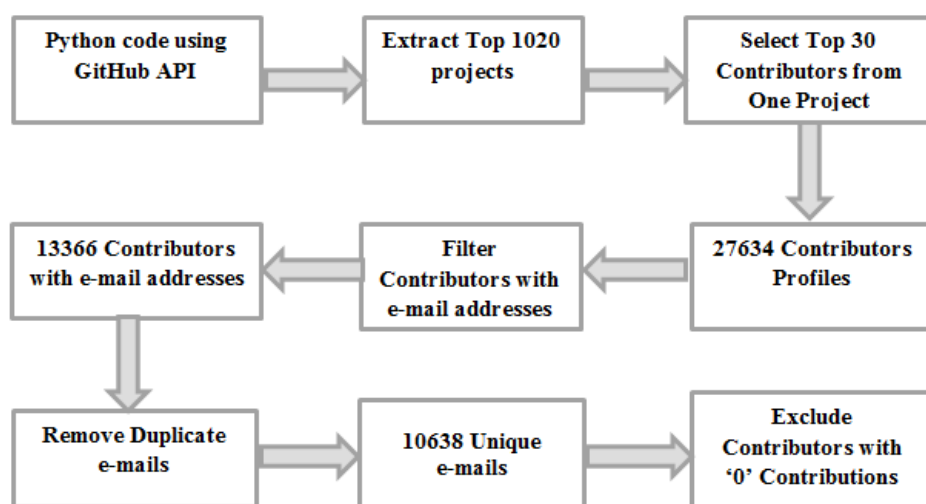 Python code using
GitHub API
Extract Top 1020
projects
Select Top 30
Contributors from
One Project
13366 Contributors
with e-mail addresses
Filter
Contributors with
e-mail addresses
27634 Contributors
Profiles
Remove Duplicate
e-mails
10638 Unique
e-mails
Exclude
Contributors with
‘0’ Contributions